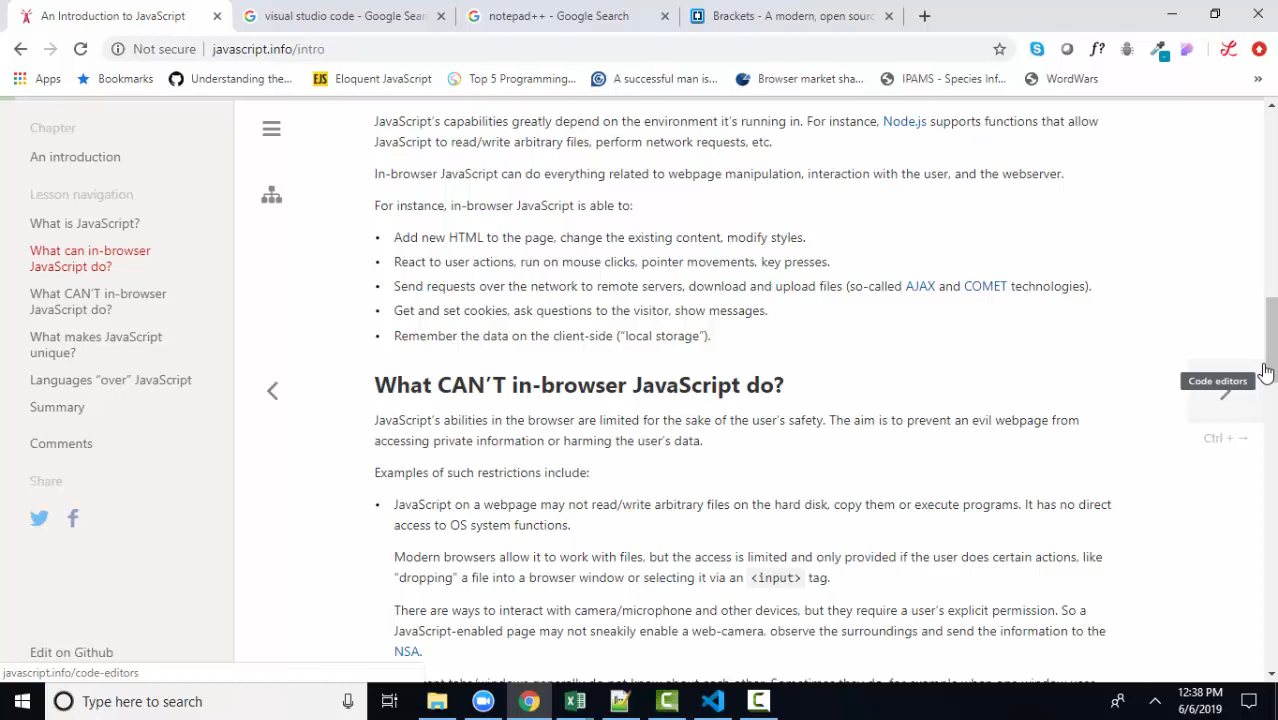 An Introduction to JavaScript
visual studio code - Google Sear
notepad++ - Google Search
Brackets - A modern, open sourc
Not secure
javascript.info/intro
f?
Apps
Bookmarks
Understanding the...
EJS
Eloquent JavaScript
Top 5 Programming...
A successful man is...
Browser market sha...
IPAMS - Species Inf...
WordWars
»
Chapter
An introduction
Lesson navigation
What is JavaScript?
What can in-browser
JavaScript do?
What CAN'T in-browser
JavaScript do?
What makes JavaScript
unique?
Languages “over” JavaScript
Summary
Comments
Share
Edit on Github
javascript.info/code-editors
JavaScript’s capabilities greatly depend on the environment it’s running in. For instance, Node.js supports functions that allow
JavaScript to read/write arbitrary files, perform network requests, etc.
In-browser JavaScript can do everything related to webpage manipulation, interaction with the user, and the webserver.
For instance, in-browser JavaScript is able to:
• Add new HTML to the page, change the existing content, modify styles.
• React to user actions, run on mouse clicks, pointer movements, key presses.
• Send requests over the network to remote servers, download and upload files (so-called AJAX and COMET technologies).
• Get and set cookies, ask questions to the visitor, show messages.
• Remember the data on the client-side (“local storage”).
What CAN’T in-browser JavaScript do?
JavaScript’s abilities in the browser are limited for the sake of the user’s safety. The aim is to prevent an evil webpage from
accessing private information or harming the user’s data.
Examples of such restrictions include:
• JavaScript on a webpage may not read/write arbitrary files on the hard disk, copy them or execute programs. It has no direct
access to OS system functions.
Modern browsers allow it to work with files, but the access is limited and only provided if the user does certain actions, like
“dropping” a file into a browser window or selecting it via an <input> tag.
There are ways to interact with camera/microphone and other devices, but they require a user’s explicit permission. So a
JavaScript-enabled page may not sneakily enable a web-camera, observe the surroundings and send the information to the
NSA.
Code editors
Ctrl + →
Type here to search
12:38 PM
6/6/2019